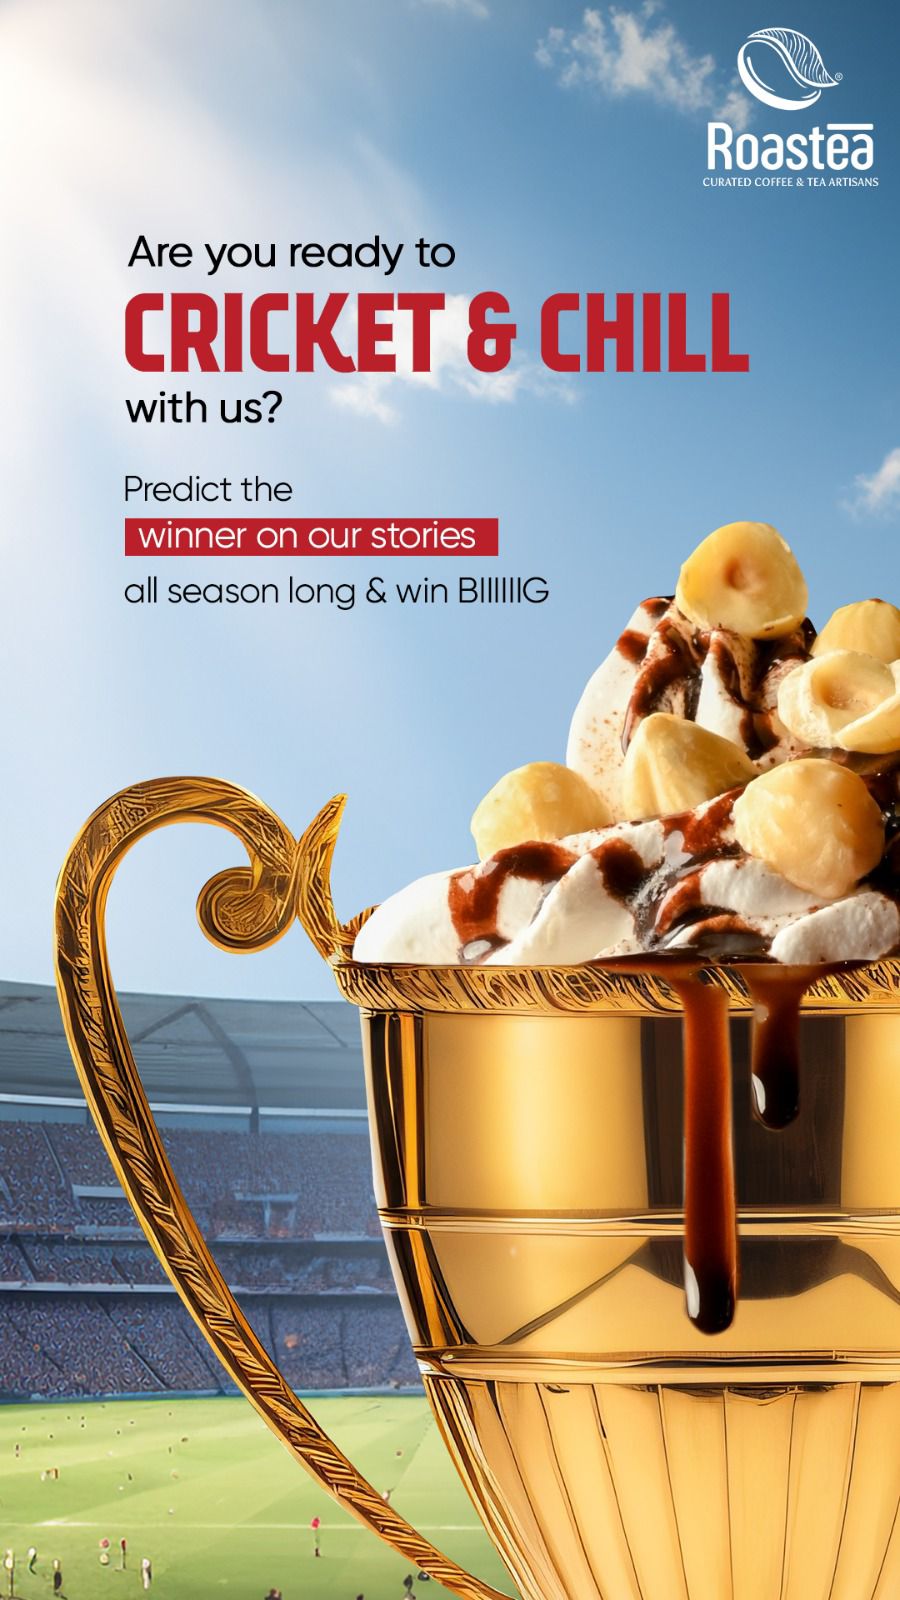 Roastea
CURATED COFFEE & TEA ARTISANS
Are you ready to
CRICKET & CHILL
with us?
Predict the
winner on our stories
all season long & win BIIIIIIG